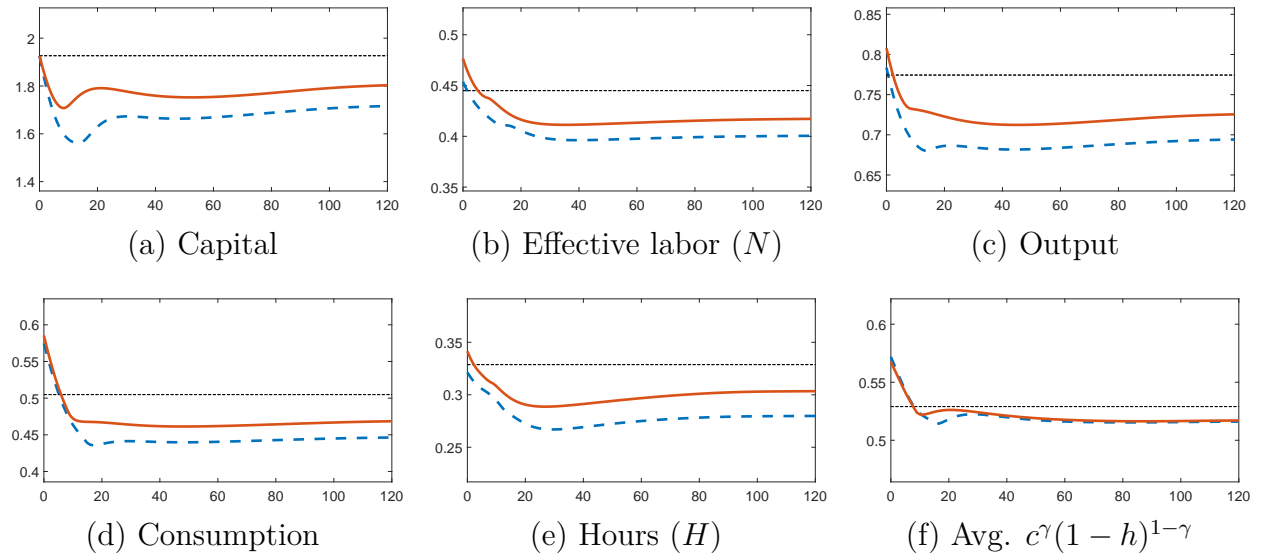 2
1.8
1.6
1.4
0 20 40 60 80 100 120
(a) Capital
0.5
0.45
0.4
0.35
0 20 40 60 80 100 120
(b) Effective labor (N)
0.85
0.8
0.75
0.7
0.65
0 20 40 60 80 100 120
(c) Output
0.6
0.55
0.5
0.45
0.4
0 20 40 60 80 100 120
(d) Consumption
0.35
0.3
0.25
0 20 40 60 80 100 120
(e) Hours (H)
0.6
0.55
0.5
0 20 40 60 80 100 120
(f) Avg. c^γ(1 − h)^{1−γ}